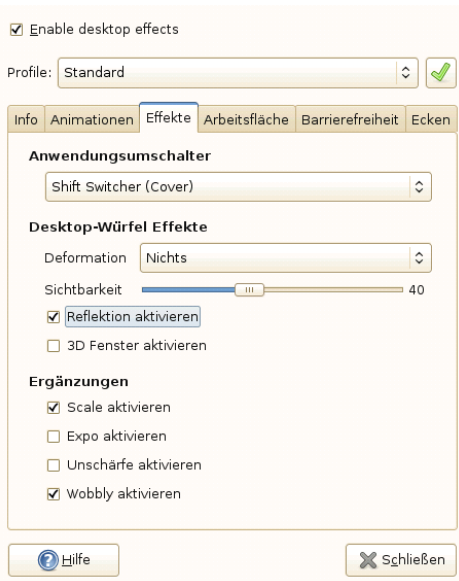 Enable desktop effects
Profile: Standard
Info Animationen Effekte Arbeitsfläche Barrierefreiheit Ecken
Anwendungsumschalter
Shift Switcher (Cover)
Desktop-Würfel Effekte
Deformation Nichts
Sichtbarkeit 40
Reflektion aktivieren
3D Fenster aktivieren
Ergänzungen
Scale aktivieren
Expo aktivieren
Unschärfe aktivieren
Wobbly aktivieren
Hilfe Schließen